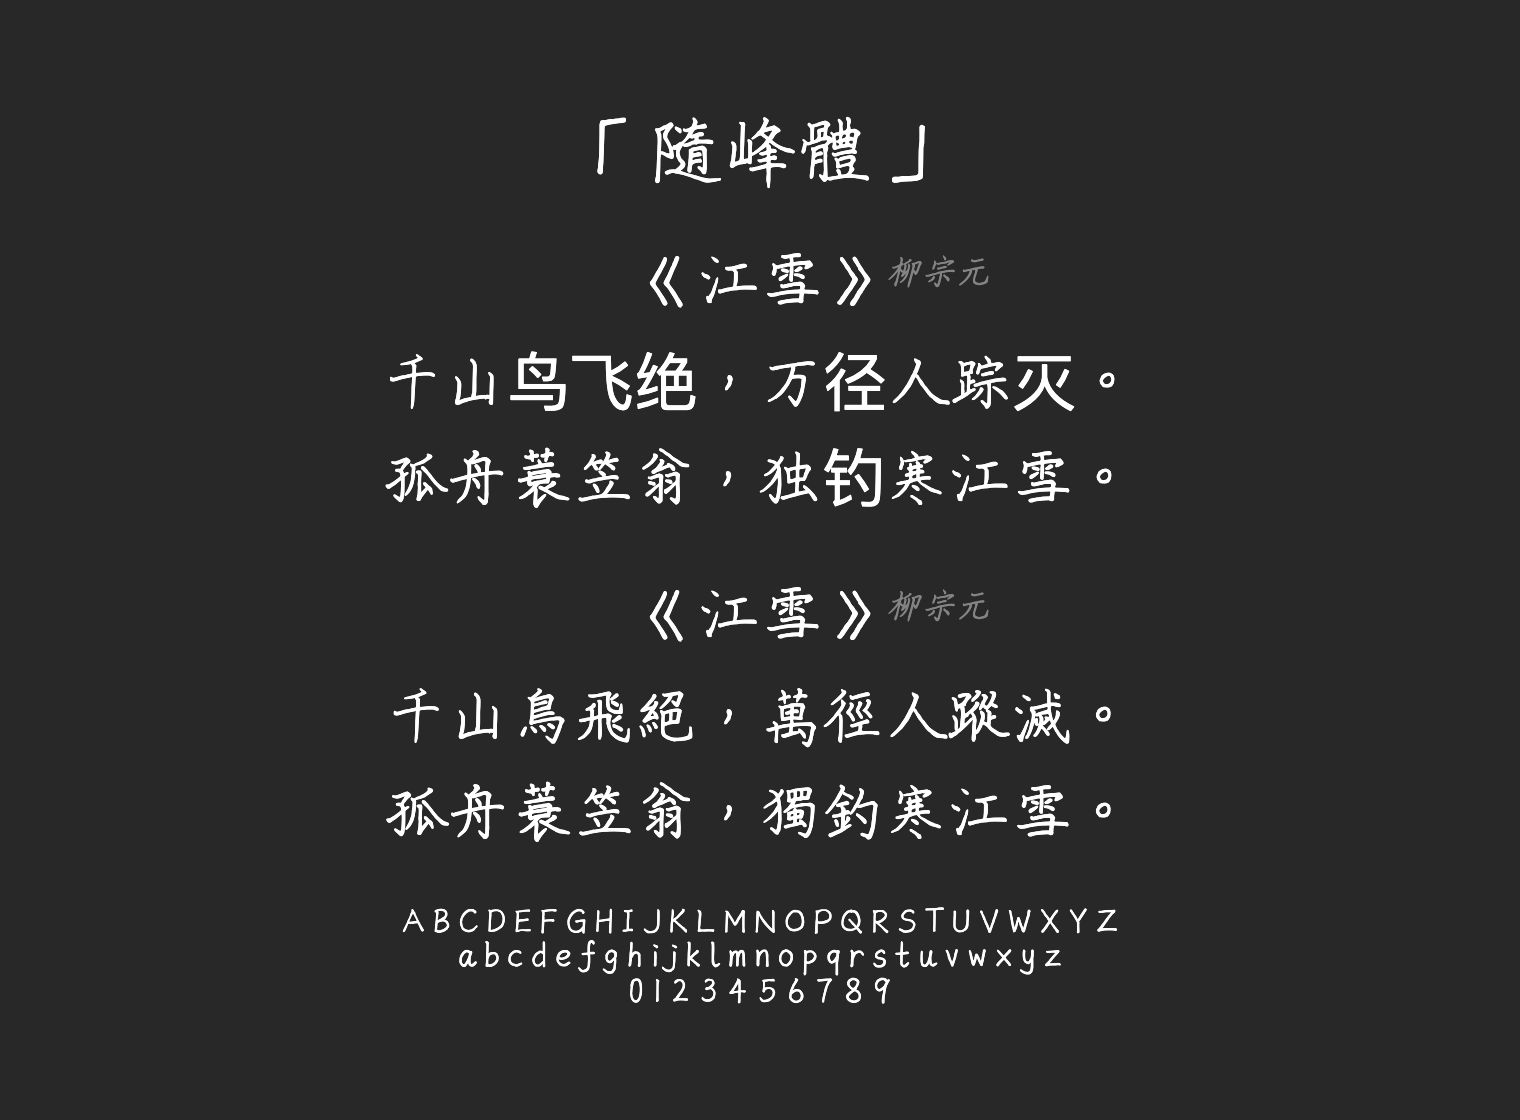 「隨峰體」
《江雪》柳宗元
千山鸟飞绝，万径人踪灭。
孤舟蓑笠翁，独钓寒江雪。
《江雪》柳宗元
千山鳥飛絕，萬徑人蹤滅。
孤舟蓑笠翁，獨釣寒江雪。
ABCDEFGHIJKLMNOPQRSTUVWXYZ
abcdefghijklmnopqrstuvwxyz
0123456789